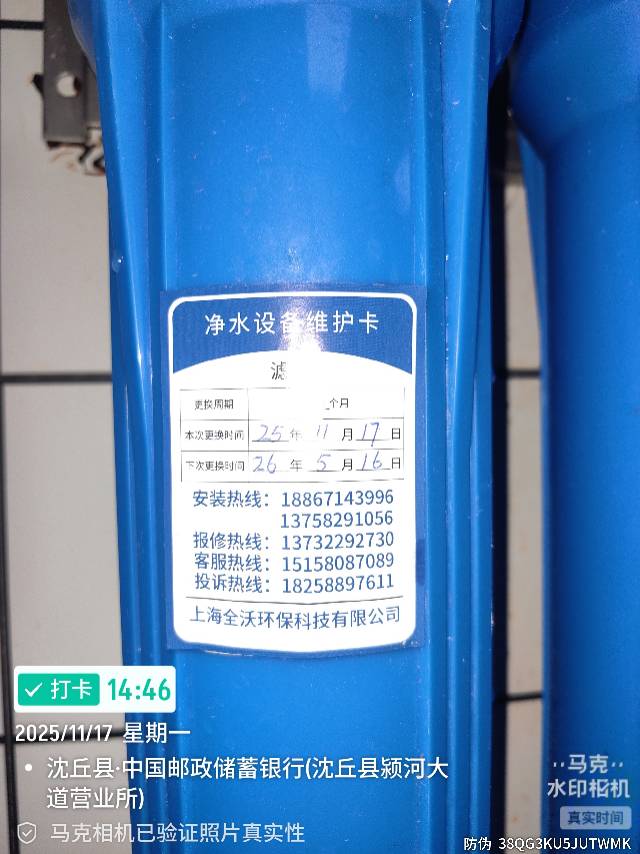 净水设备维护卡
滤
更换周期 个月
本次更换时间 25 年 11 月 17 日
下次更换时间 26 年 5 月 16 日
安装热线：18867143996
13758291056
报修热线：13732292730
客服热线：15158087089
投诉热线：18258897611
上海全沃环保科技有限公司
打卡 14:46
2025/11/17 星期一
沈丘县·中国邮政储蓄银行(沈丘县颍河大
道营业所)
马克相机已验证照片真实性
马克
水印相机
真实时间
防伪 38QG3KU5JUTWMK